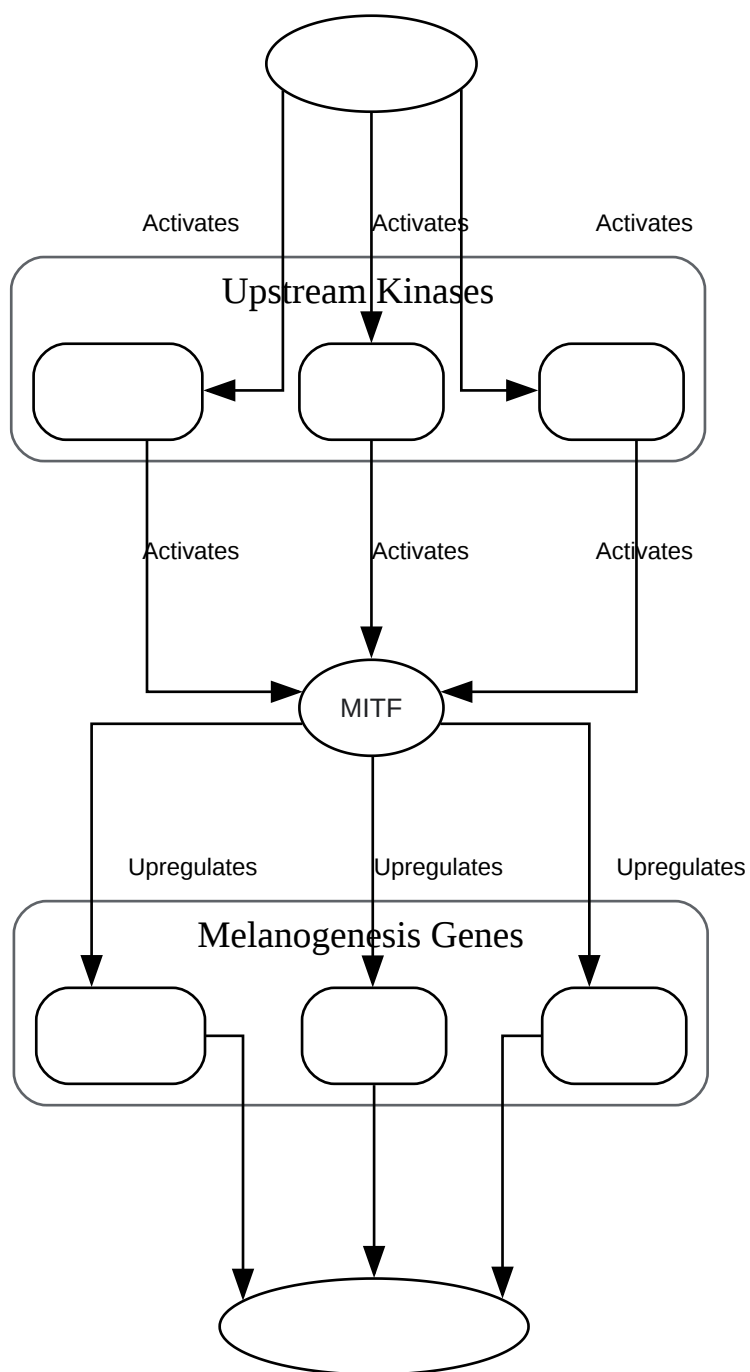 Activates
Activates
Activates
Upstream Kinases
Activates
Activates
Activates
MITF
Upregulates
Upregulates
Upregulates
Melanogenesis Genes